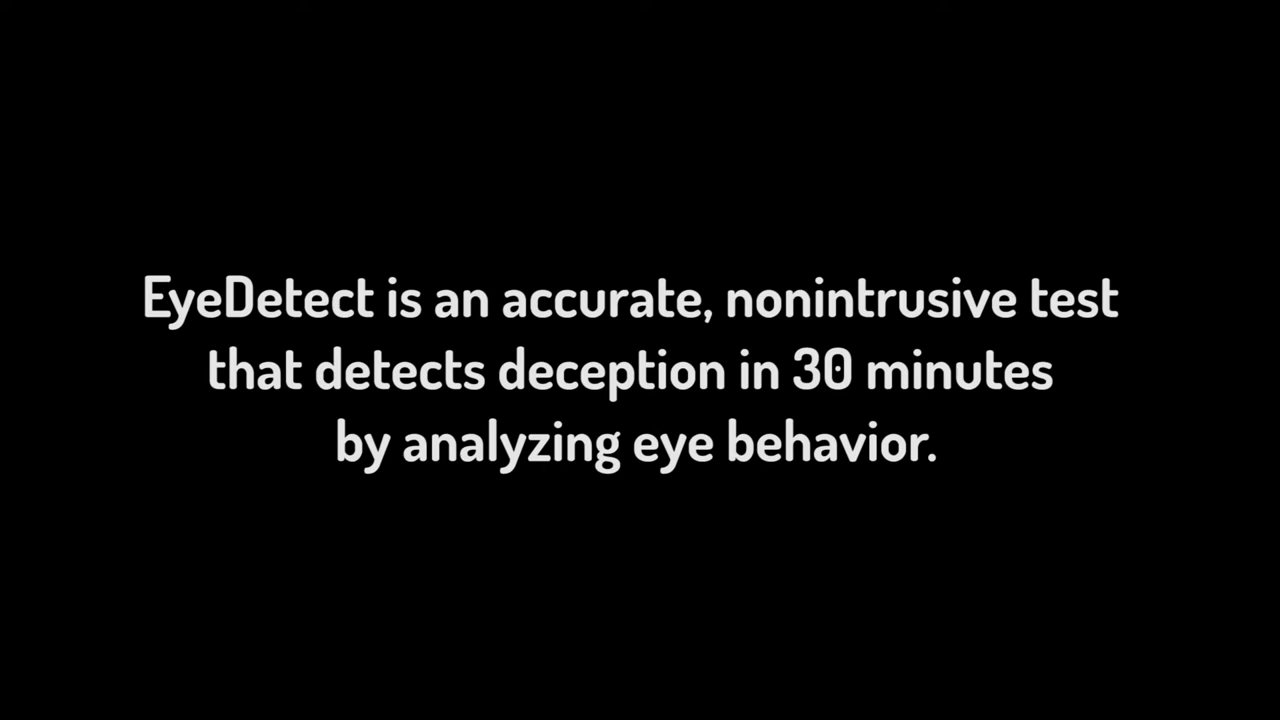 EyeDetect is an accurate, nonintrusive test
that detects deception in 30 minutes
by analyzing eye behavior.